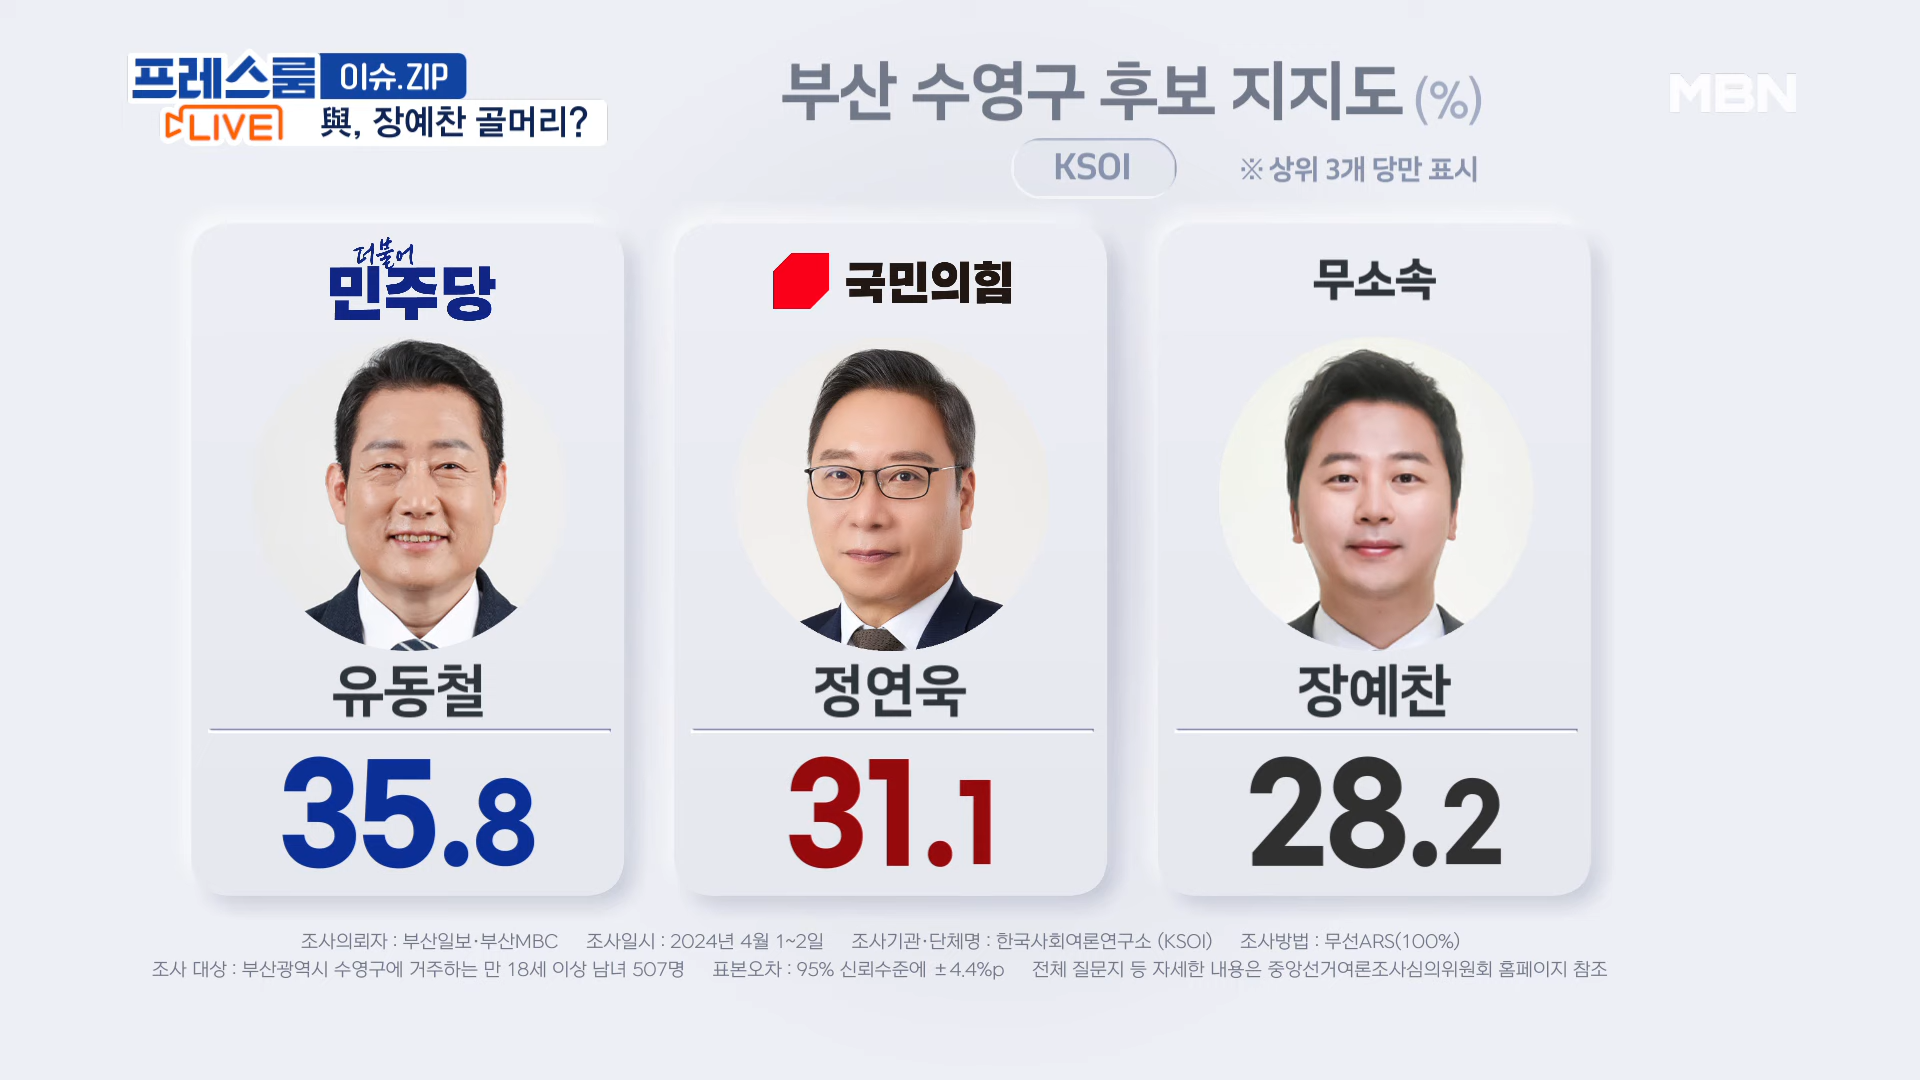 프레스룸 이슈.ZIP
LIVE 與, 장예찬 골머리?
부산 수영구 후보 지지도 (%)
MBN
KSOI ※ 상위 3개 당만 표시
더불어
민주당
국민의힘
무소속
유동철
정연욱
장예찬
35.8
31.1
28.2
조사의뢰자 : 부산일보·부산MBC 조사일시 : 2024년 4월 1~2일 조사기관·단체명 : 한국사회여론연구소 (KSOI) 조사방법 : 무선ARS(100%)
조사 대상 : 부산광역시 수영구에 거주하는 만 18세 이상 남녀 507명 표본오차 : 95% 신뢰수준에 ±4.4%p 전체 질문지 등 자세한 내용은 중앙선거여론조사심의위원회 홈페이지 참조